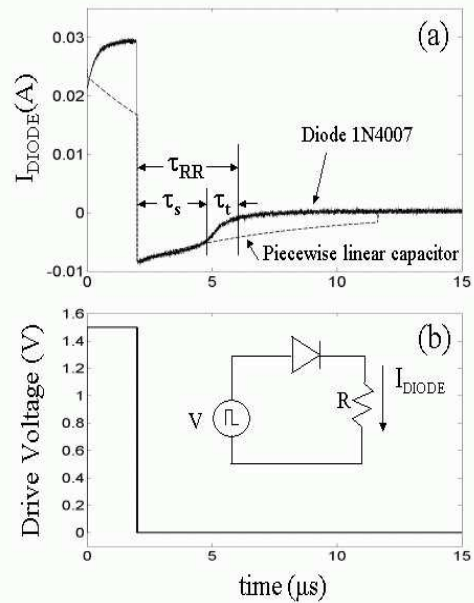 (a)
I_DIODE(A)
0.03
0.02
0.01
0
-0.01
τ_RR
τ_s
τ_t
Diode 1N4007
Piecewise linear capacitor
0
5
10
15
(b)
Drive Voltage (V)
1.6
1.4
1.2
1
0.8
0.6
0.4
0.2
0
V
R
I_DIODE
0
5
10
15
time (μs)